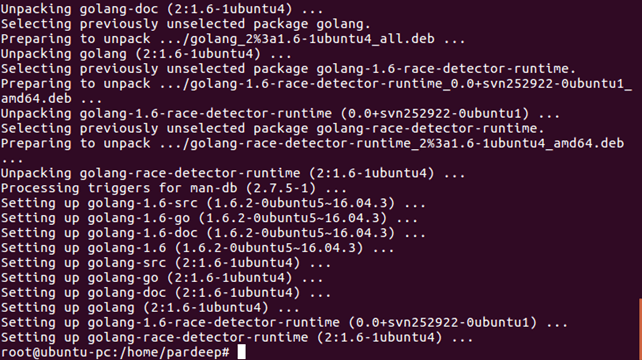 Unpacking golang-doc (2:1.6-1ubuntu4) ...
Selecting previously unselected package golang.
Preparing to unpack .../golang_2%3a1.6-1ubuntu4_all.deb ...
Unpacking golang (2:1.6-1ubuntu4) ...
Selecting previously unselected package golang-1.6-race-detector-runtime.
Preparing to unpack .../golang-1.6-race-detector-runtime_0.0+svn252922-0ubuntu1_
amd64.deb ...
Unpacking golang-1.6-race-detector-runtime (0.0+svn252922-0ubuntu1) ...
Selecting previously unselected package golang-race-detector-runtime.
Preparing to unpack .../golang-race-detector-runtime_2%3a1.6-1ubuntu4_amd64.deb
...
Unpacking golang-race-detector-runtime (2:1.6-1ubuntu4) ...
Processing triggers for man-db (2.7.5-1) ...
Setting up golang-1.6-src (1.6.2-0ubuntu5~16.04.3) ...
Setting up golang-1.6-go (1.6.2-0ubuntu5~16.04.3) ...
Setting up golang-1.6-doc (1.6.2-0ubuntu5~16.04.3) ...
Setting up golang-1.6 (1.6.2-0ubuntu5~16.04.3) ...
Setting up golang-src (2:1.6-1ubuntu4) ...
Setting up golang-go (2:1.6-1ubuntu4) ...
Setting up golang-doc (2:1.6-1ubuntu4) ...
Setting up golang (2:1.6-1ubuntu4) ...
Setting up golang-1.6-race-detector-runtime (0.0+svn252922-0ubuntu1) ...
Setting up golang-race-detector-runtime (2:1.6-1ubuntu4) ...
root@ubuntu-pc:/home/pardeep#